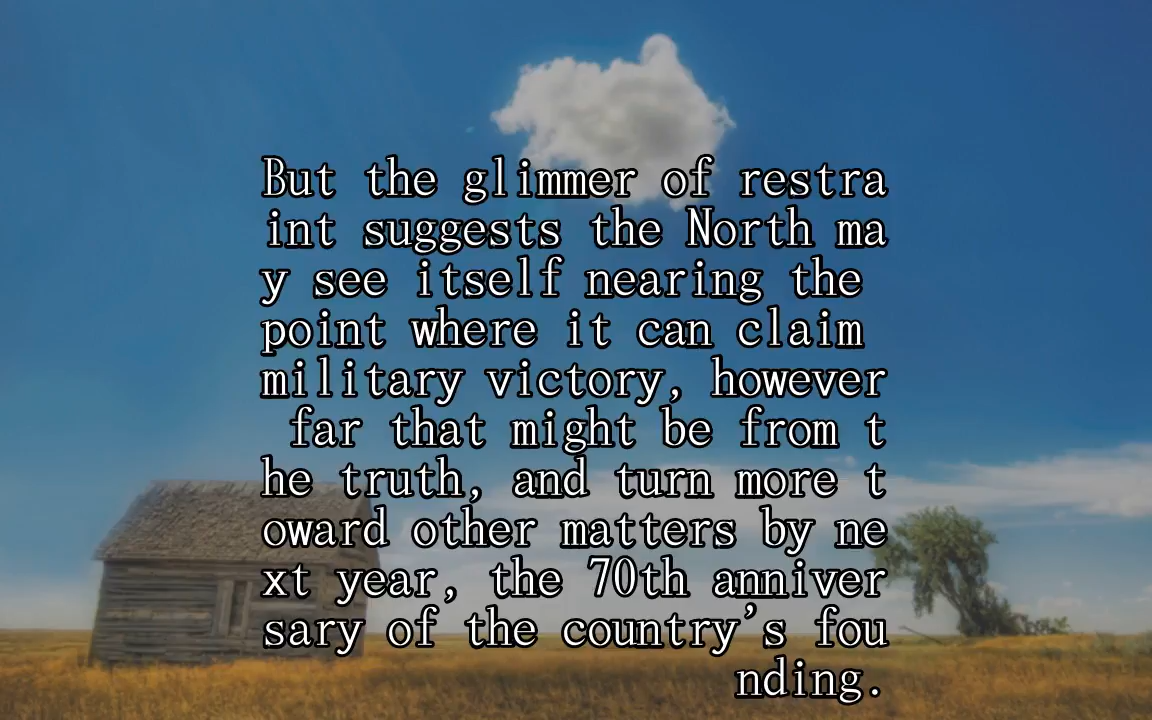 But the glimmer of restra
int suggests the North ma
y see itself nearing the
point where it can claim
military victory, however
far that might be from t
he truth, and turn more t
oward other matters by ne
xt year, the 70th anniver
sary of the country’s fou
nding.